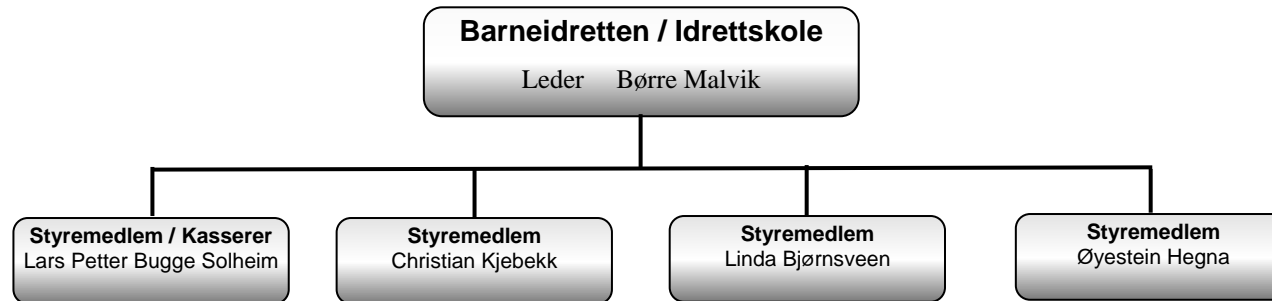 Barneidretten / Idrettskole
Leder Børre Malvik
Styremedlem / Kasserer
Lars Petter Bugge Solheim
Styremedlem
Christian Kjebekk
Styremedlem
Linda Bjørnsveen
Styremedlem
Øyestein Hegna